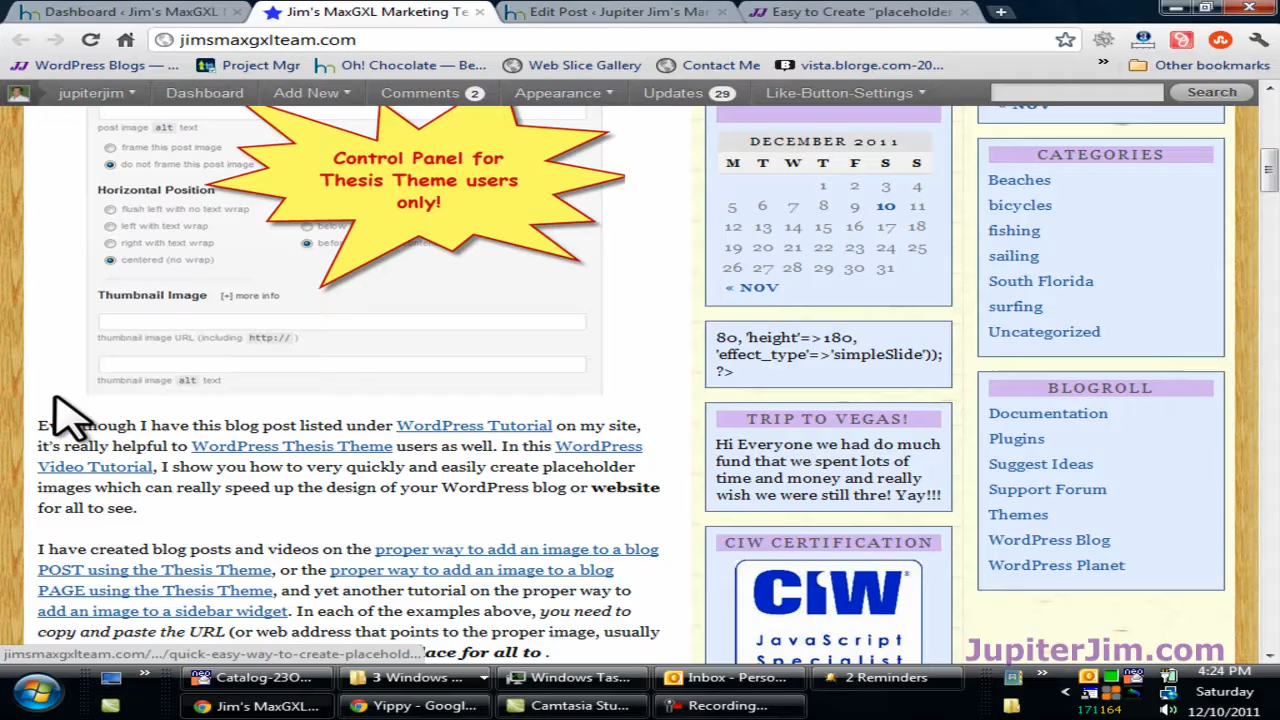 Dashboard ‹ Jim's MaxGXL
Jim's MaxGXL Marketing Te
Edit Post ‹ Jupiter Jim's Mar
Easy to Create "placeholder
jimsmaxgxlteam.com
WordPress Blogs — ...
Project Mgr
Oh! Chocolate — Be...
Web Slice Gallery
Contact Me
vista.blorge.com-20...
»
Other bookmarks
jupiterjim
Dashboard
Add New
Comments 2
Appearance
Updates 29
Like-Button-Settings
Search
post image alt text
frame this post image
do not frame this post image
Horizontal Position
flush left with no text wrap
left with text wrap
right with text wrap
centered (no wrap)
Control Panel for
Thesis Theme users
only!
Thumbnail Image [+] more info
thumbnail image URL (including http://)
thumbnail image alt text
though I have this blog post listed under WordPress Tutorial on my site,
it's really helpful to WordPress Thesis Theme users as well. In this WordPress
Video Tutorial, I show you how to very quickly and easily create placeholder
images which can really speed up the design of your WordPress blog or website
for all to see.
I have created blog posts and videos on the proper way to add an image to a blog
POST using the Thesis Theme, or the proper way to add an image to a blog
PAGE using the Thesis Theme, and yet another tutorial on the proper way to
add an image to a sidebar widget. In each of the examples above, you need to
copy and paste the URL (or web address that points to the proper image, usually
lace for all to .
jimsmaxgxlteam.com/.../quick-easy-way-to-create-placehold...
DECEMBER 2011
M T W T F S S
1 2 3 4
5 6 7 8 9 10 11
12 13 14 15 16 17 18
19 20 21 22 23 24 25
26 27 28 29 30 31
« NOV
80, 'height'=>180,
'effect_type'=>'simpleSlide'));
?>
TRIP TO VEGAS!
Hi Everyone we had do much
fund that we spent lots of
time and money and really
wish we were still thre! Yay!!!
CIW CERTIFICATION
CIW
JavaScript
Specialist
« NOV
CATEGORIES
Beaches
bicycles
fishing
sailing
South Florida
surfing
Uncategorized
BLOGROLL
Documentation
Plugins
Suggest Ideas
Support Forum
Themes
WordPress Blog
WordPress Planet
JupiterJim.com
»
Catalog-23O...
3 Windows ...
Windows Tas...
Inbox - Perso...
2 Reminders
»
4:24 PM
Jim's MaxGXL...
Yippy - Googl...
Camtasia Stu...
Recording...
Saturday
171164
12/10/2011